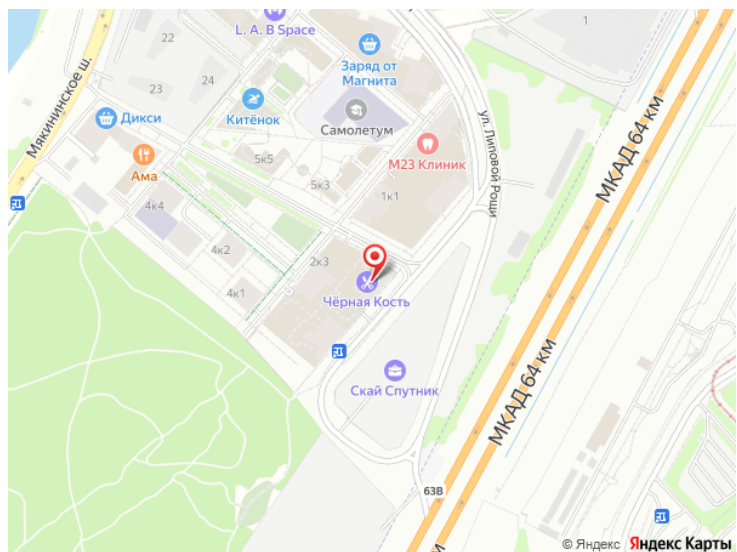 L. A. B Space
22
1
Заряд от
Магнита
24
23
Мякининское ш.
Дикси
Китёнок
Самолетум
ул. Липовой Рощи
МКАД 64 км
М23 Клиник
5к5
Ама
5к3
1к1
4к4
4к2
2к3
4к1
Чёрная Кость
Скай Спутник
МКАД 64 км
63В
м
© Яндекс Яндекс Карты